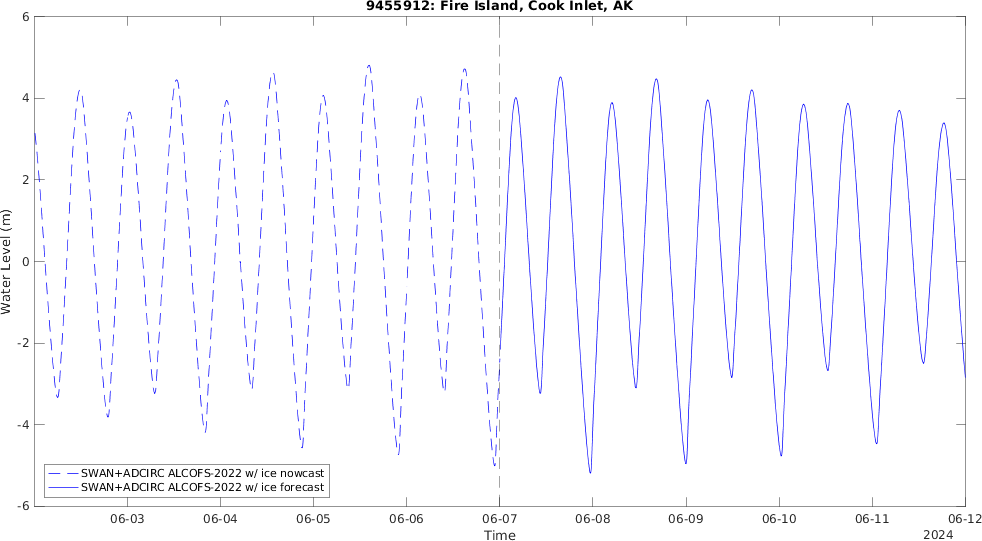 9455912: Fire Island, Cook Inlet, AK
6
4
2
0
-2
-4
-6
Water Level (m)
SWAN+ADCIRC ALCOFS-2022 w/ ice nowcast
SWAN+ADCIRC ALCOFS-2022 w/ ice forecast
06-03 06-04 06-05 06-06 06-07 06-08 06-09 06-10 06-11 06-12
Time
2024